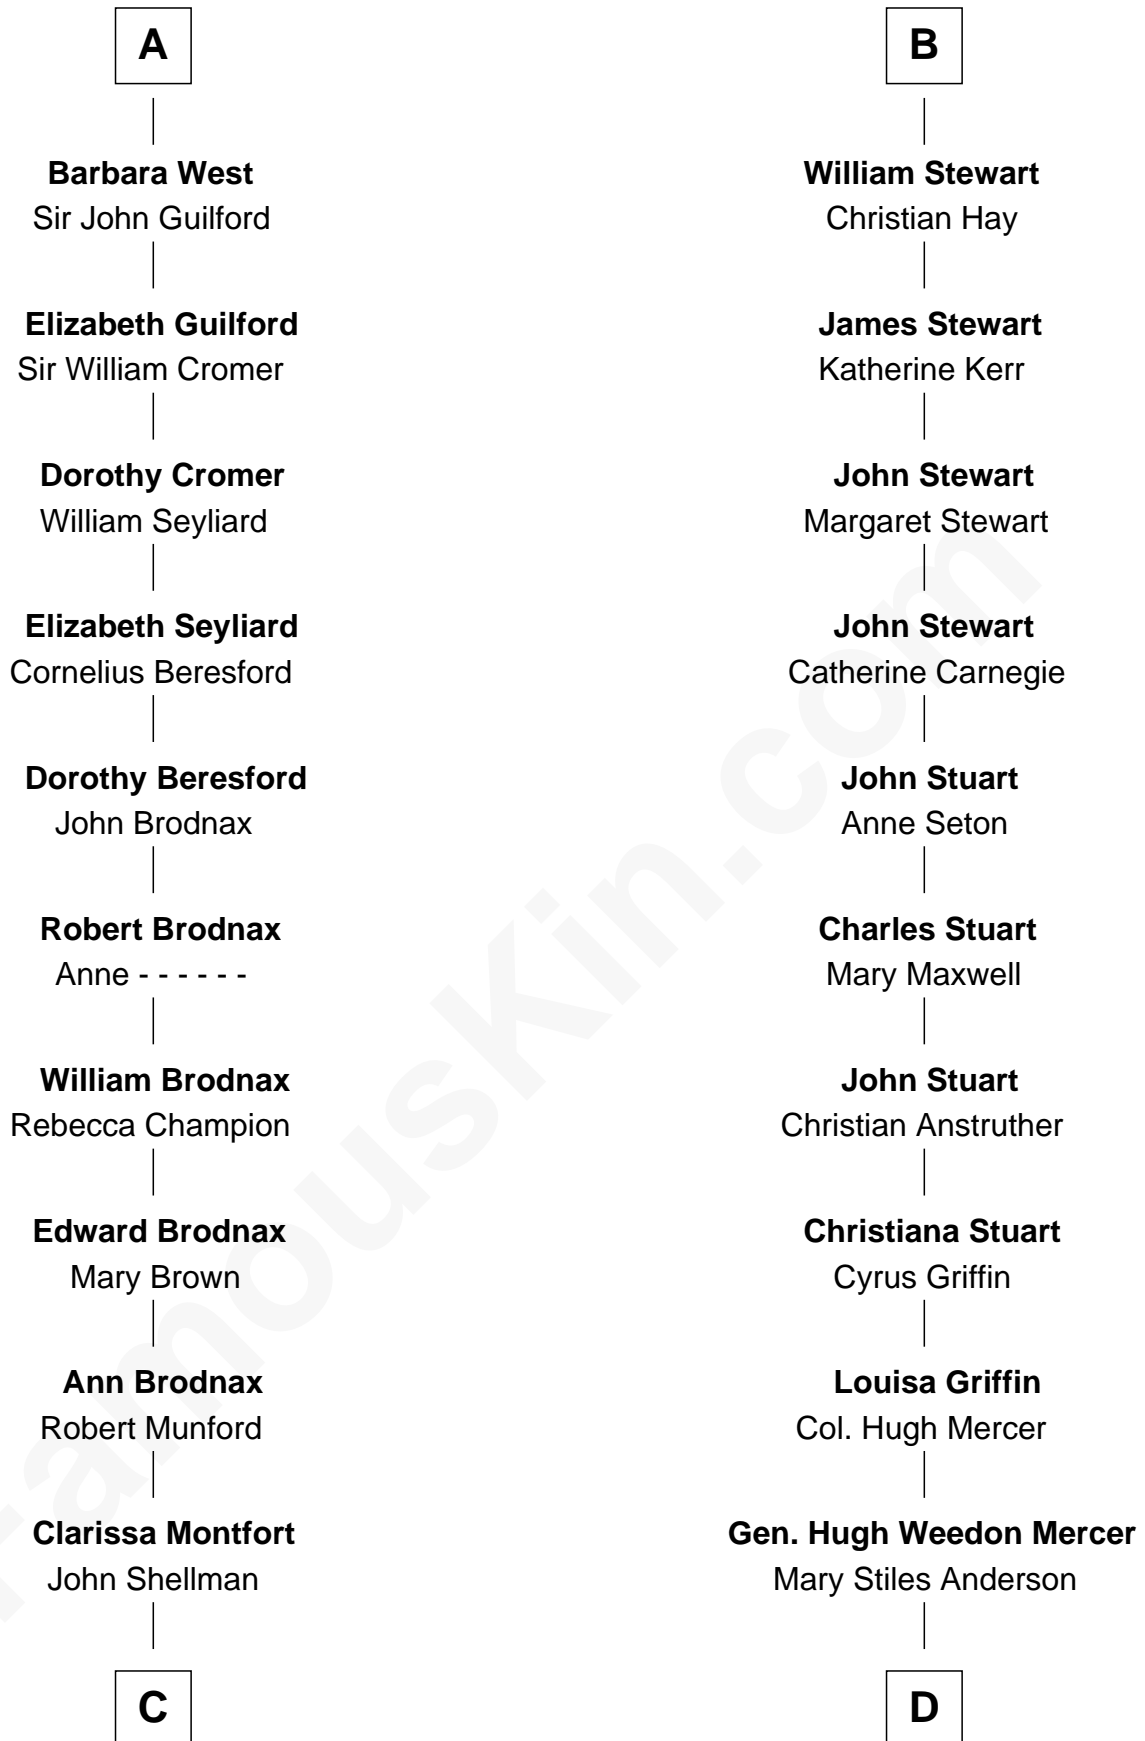 A
Barbara West
Sir John Guilford
Elizabeth Guilford
Sir William Cromer
Dorothy Cromer
William Seyliard
Elizabeth Seyliard
Cornelius Beresford
Dorothy Beresford
John Brodnax
Robert Brodnax
Anne - - - - - -
William Brodnax
Rebecca Champion
Edward Brodnax
Mary Brown
Ann Brodnax
Robert Munford
Clarissa Montfort
John Shellman
C
B
William Stewart
Christian Hay
James Stewart
Katherine Kerr
John Stewart
Margaret Stewart
John Stewart
Catherine Carnegie
John Stuart
Anne Seton
Charles Stuart
Mary Maxwell
John Stuart
Christian Anstruther
Christiana Stuart
Cyrus Griffin
Louisa Griffin
Col. Hugh Mercer
Gen. Hugh Weedon Mercer
Mary Stiles Anderson
D
FamousKin.com